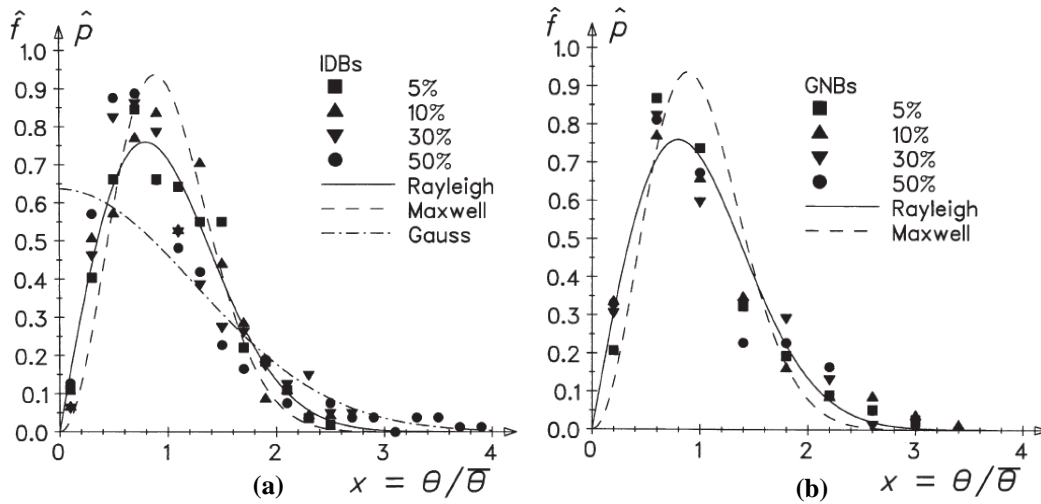 f̂ p̂
1.0
0.9
0.8
0.7
0.6
0.5
0.4
0.3
0.2
0.1
0.0
0 1 2 3 4
IDBs
5%
10%
30%
50%
Rayleigh
Maxwell
Gauss
(a) x = θ/θ̅
f̂ p̂
1.0
0.9
0.8
0.7
0.6
0.5
0.4
0.3
0.2
0.1
0.0
0 1 2 3 4
GNBs
5%
10%
30%
50%
Rayleigh
Maxwell
(b) x = θ/θ̅